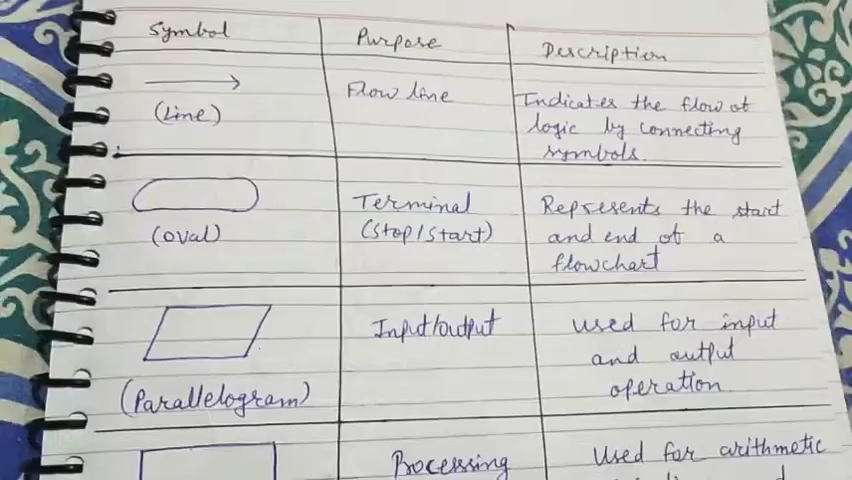 Symbol Purpose Description
(Line) Flow line Indicates the flow of
logic by connecting
symbols.
(Oval) Terminal
(Stop/Start) Represents the start
and end of a
flowchart
(Parallelogram) Input/output used for input
and output
operation
Processing Used for arithmetic